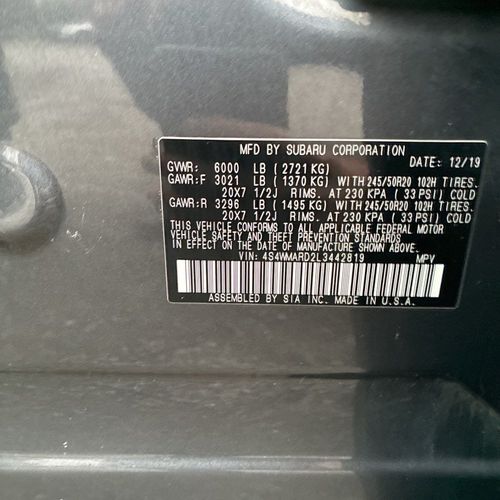 MFD BY SUBARU CORPORATION DATE: 12/19
GVWR: 6000 LB (2721 KG)
GAWR:F 3021 LB (1370 KG) WITH 245/50R20 102H TIRES.
20X7 1/2J RIMS. AT 230 KPA (33 PSI) COLD
GAWR:R 3296 LB (1495 KG) WITH 245/50R20 102H TIRES.
20X7 1/2J RIMS. AT 230 KPA (33 PSI) COLD
THIS VEHICLE CONFORMS TO ALL APPLICABLE FEDERAL MOTOR
VEHICLE SAFETY AND THEFT PREVENTION STANDARDS
IN EFFECT ON THE DATE OF MANUFACTURE SHOWN ABOVE.
VIN: 4S4WMARD2L3442819 MPV
ASSEMBLED BY SIA INC. MADE IN U.S.A.